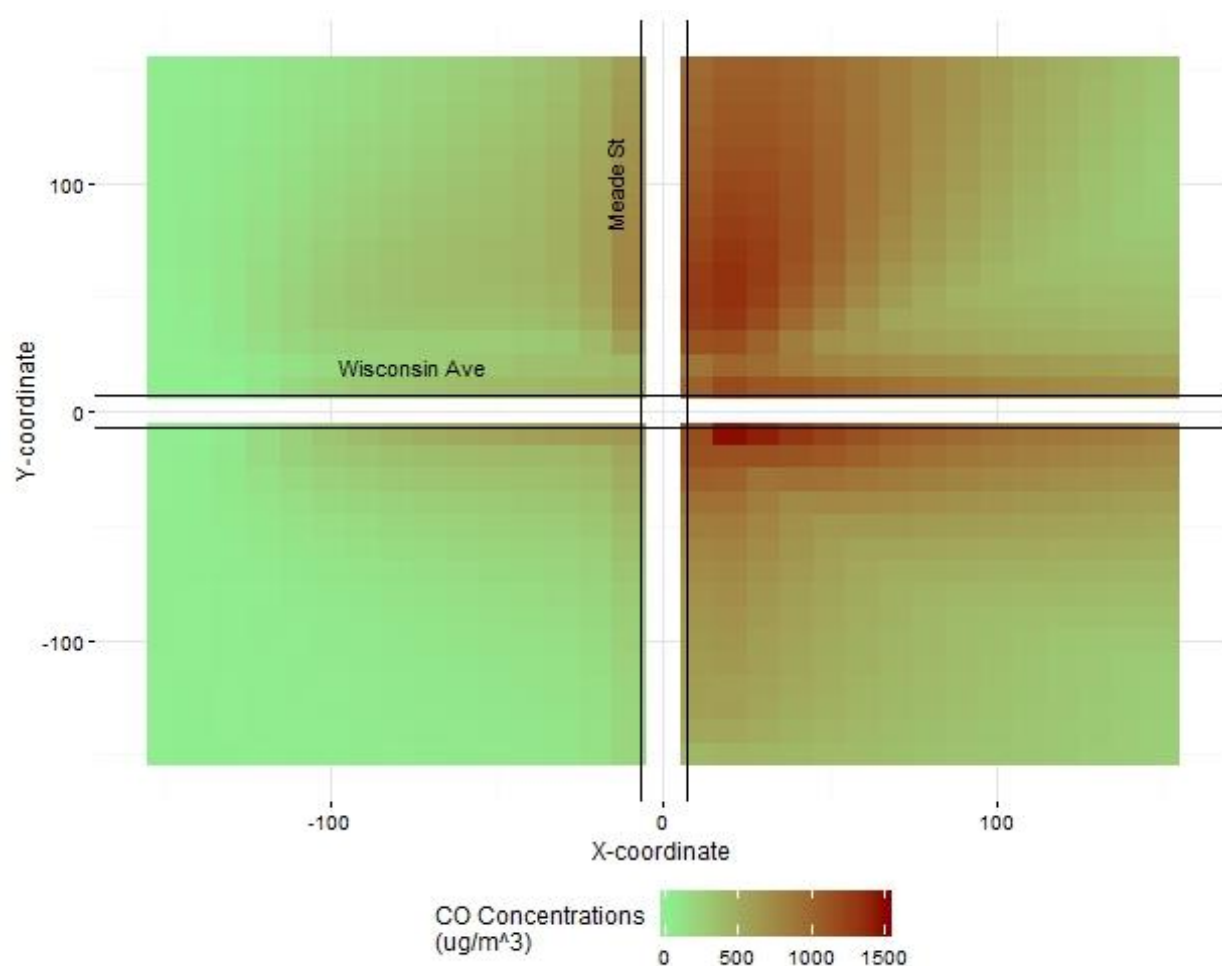 Meade St
100
Wisconsin Ave
0
Y-coordinate
-100
-100 0 100
X-coordinate
CO Concentrations
(ug/m^3)
0 500 1000 1500